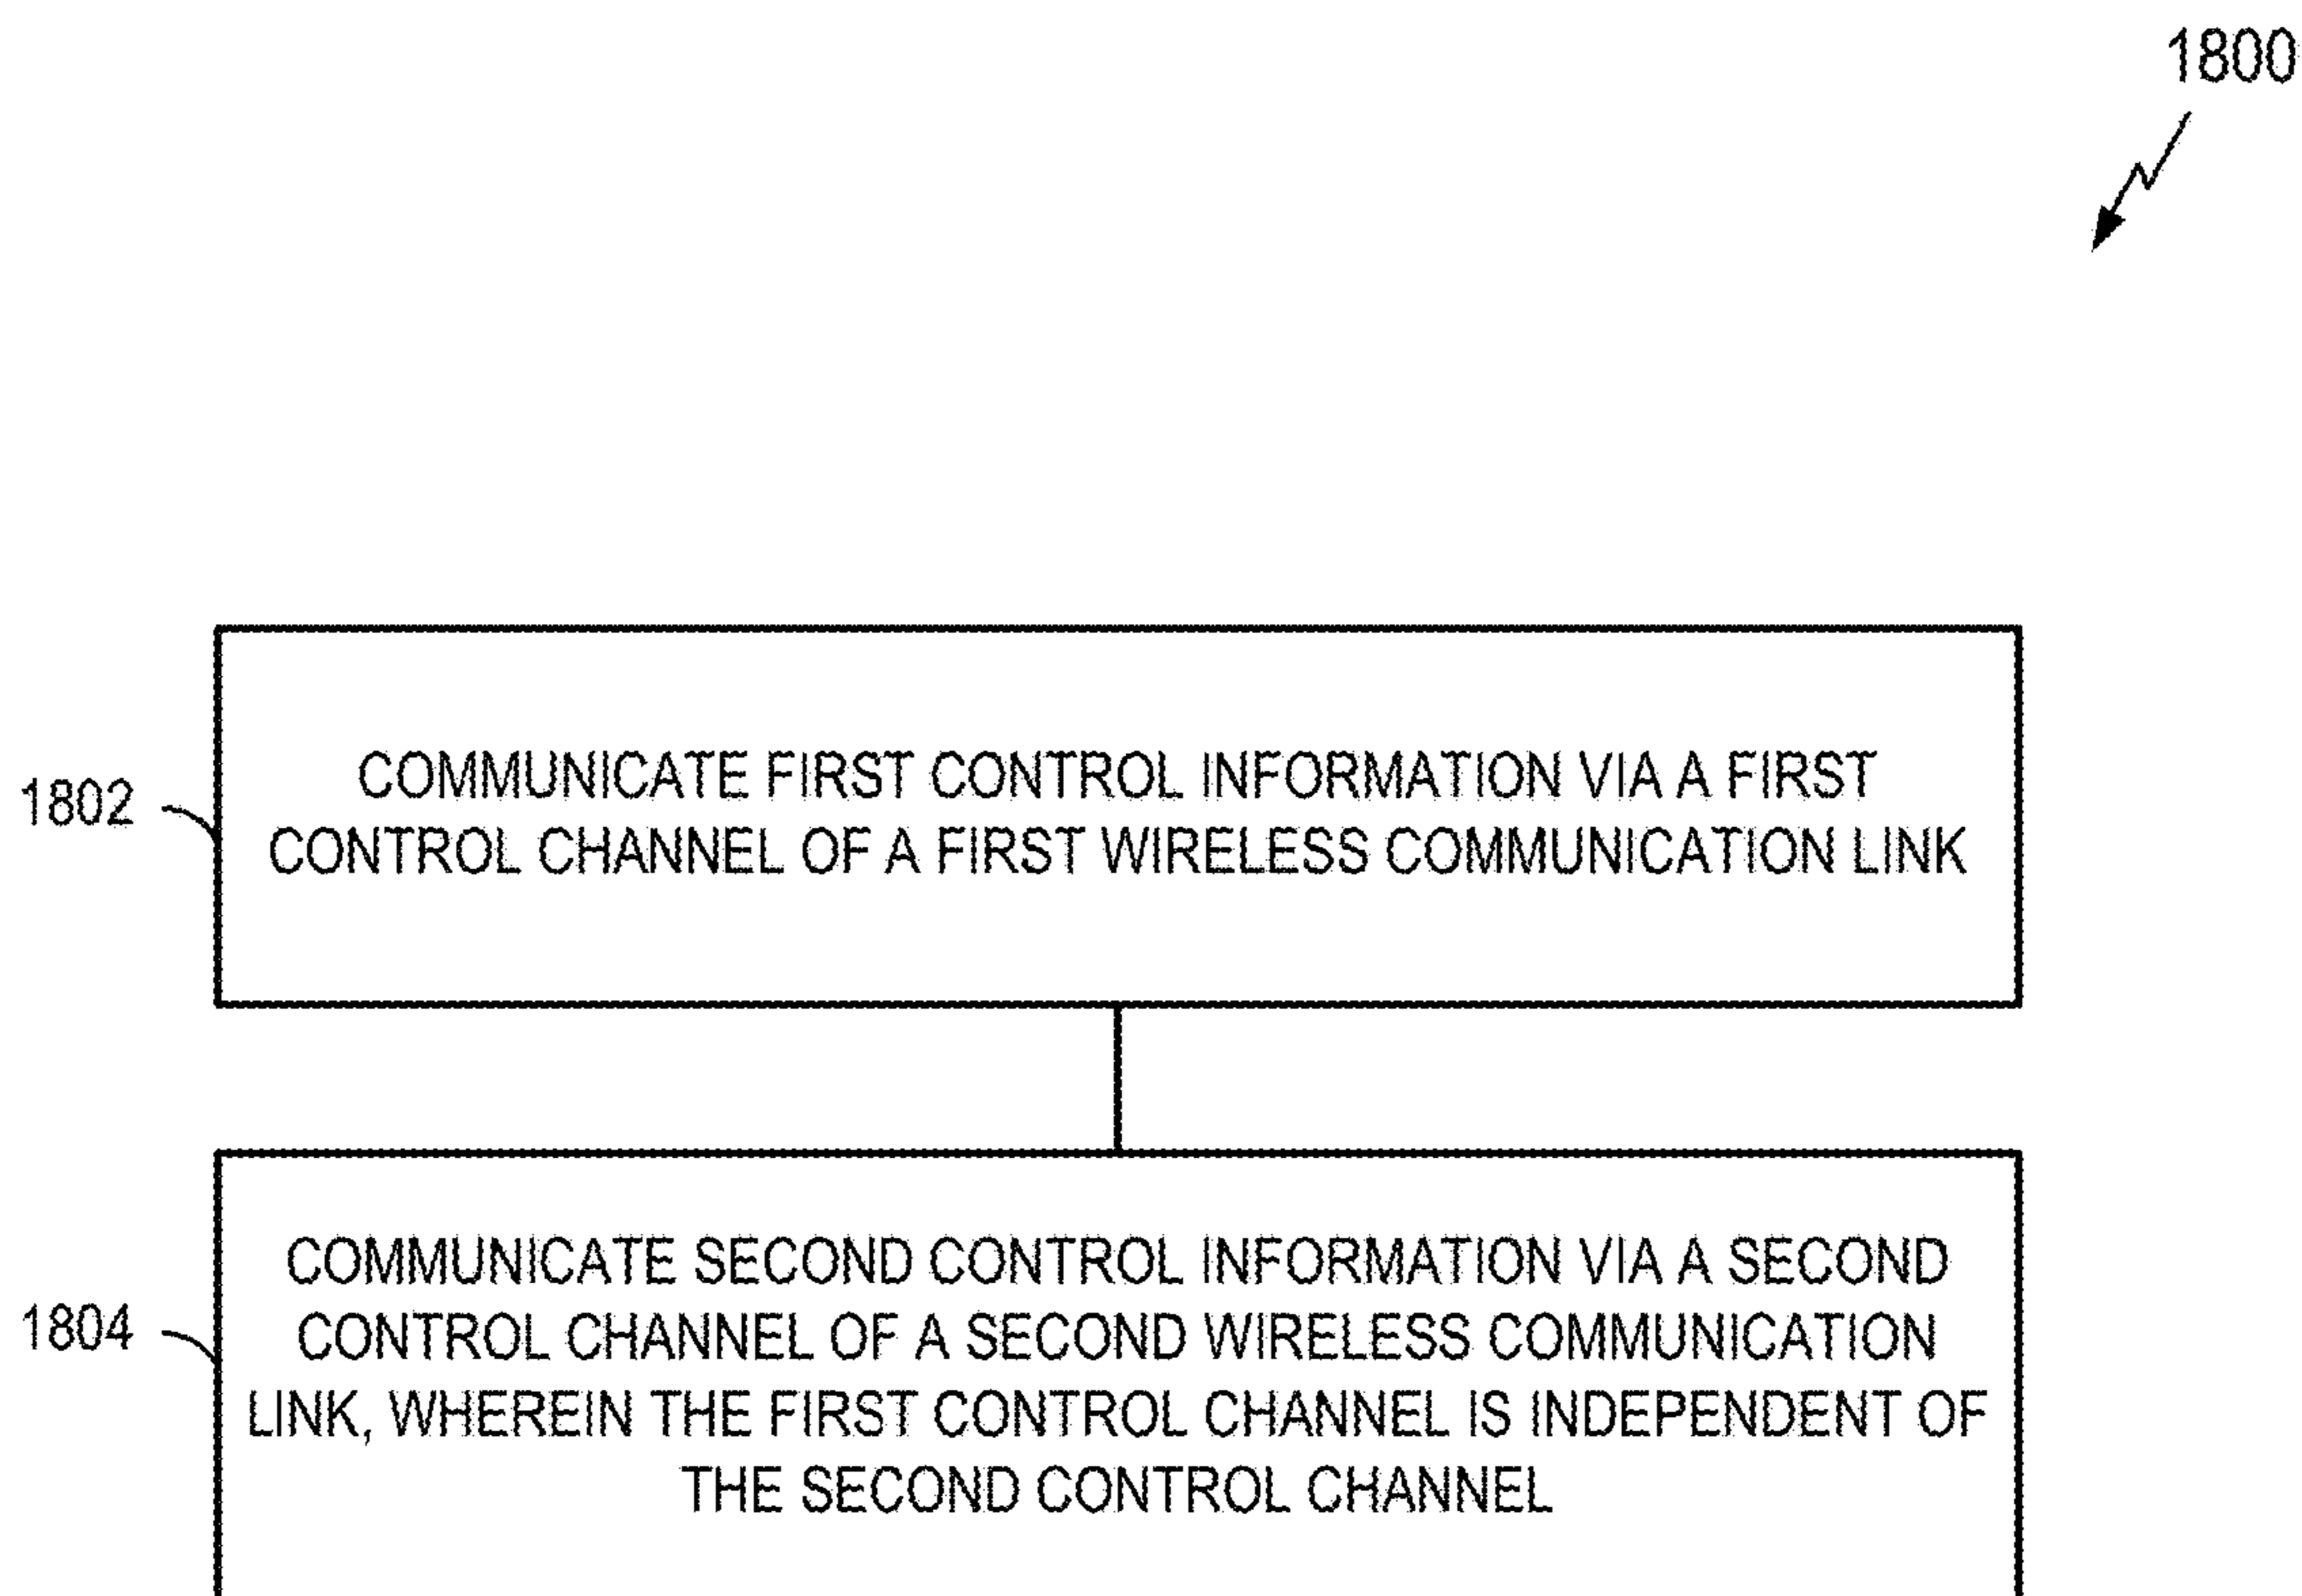 1800
1802
COMMUNICATE FIRST CONTROL INFORMATION VIA A FIRST
CONTROL CHANNEL OF A FIRST WIRELESS COMMUNICATION LINK
1804
COMMUNICATE SECOND CONTROL INFORMATION VIA A SECOND
CONTROL CHANNEL OF A SECOND WIRELESS COMMUNICATION
LINK, WHEREIN THE FIRST CONTROL CHANNEL IS INDEPENDENT OF
THE SECOND CONTROL CHANNEL